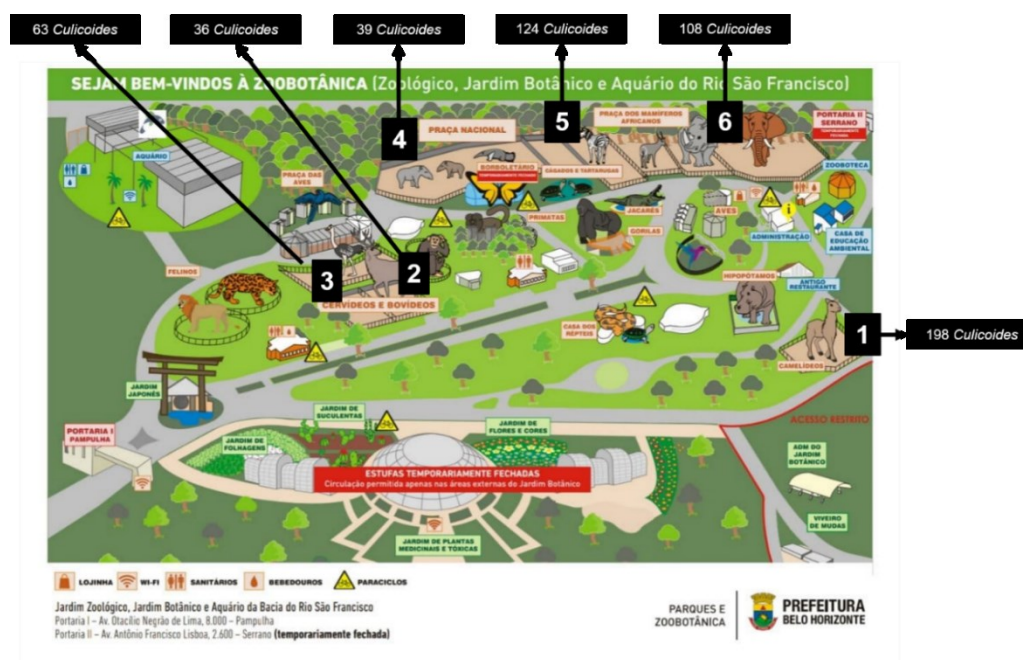 63 Culicoides
36 Culicoides
39 Culicoides
124 Culicoides
108 Culicoides
SEJAM BEM-VINDOS À ZOOBOTÂNICA (Zoológico, Jardim Botânico e Aquário do Rio São Francisco)
4
5
6
PRAÇA NACIONAL
PRAÇA DOS MAMÍFEROS
AFRICANOS
PORTARIA II
SERRANO
TEMPORARIAMENTE
FECHADA
AQUÁRIO
PRAÇA DAS
AVES
BORBOLETÁRIO
TEMPORARIAMENTE FECHADO
CÁGADOS E TARTARUGAS
ZOOTECA
PRIMATAS
JACARÉS
GORILAS
AVES
ADMINISTRAÇÃO
CASA DE
EDUCAÇÃO
AMBIENTAL
FELINOS
3
2
CERVÍDEOS E BOVÍDEOS
HIPOPÓTAMOS
ANTIGO
RESTAURANTE
CASA DOS
RÉPTEIS
1
198 Culicoides
CAMELÍDEOS
JARDIM
JAPONÊS
JARDIM DE
SUCULENTAS
JARDIM DE
FLORES E CORES
ACESSO RESTRITO
PORTARIA I
PAMPULHA
JARDIM DE
FOLHAGENS
ADM DO
JARDIM
BOTÂNICO
ESTUFAS TEMPORARIAMENTE FECHADAS
Circulação permitida apenas nas áreas externas do Jardim Botânico
VIVEIRO
DE MUDAS
JARDIM DE PLANTAS
MEDICINAIS E TÓXICAS
LOJINHA
WI-FI
SANITÁRIOS
BEBEDOUROS
PARACICLOS
Jardim Zoológico, Jardim Botânico e Aquário da Bacia do Rio São Francisco
Portaria I – Av. Otacílio Negrão de Lima, 8.000 – Pampulha
Portaria II – Av. Antônio Francisco Lisboa, 2.600 – Serrano (temporariamente fechada)
PARQUES E
ZOOBOTÂNICA
PREFEITURA
BELO HORIZONTE